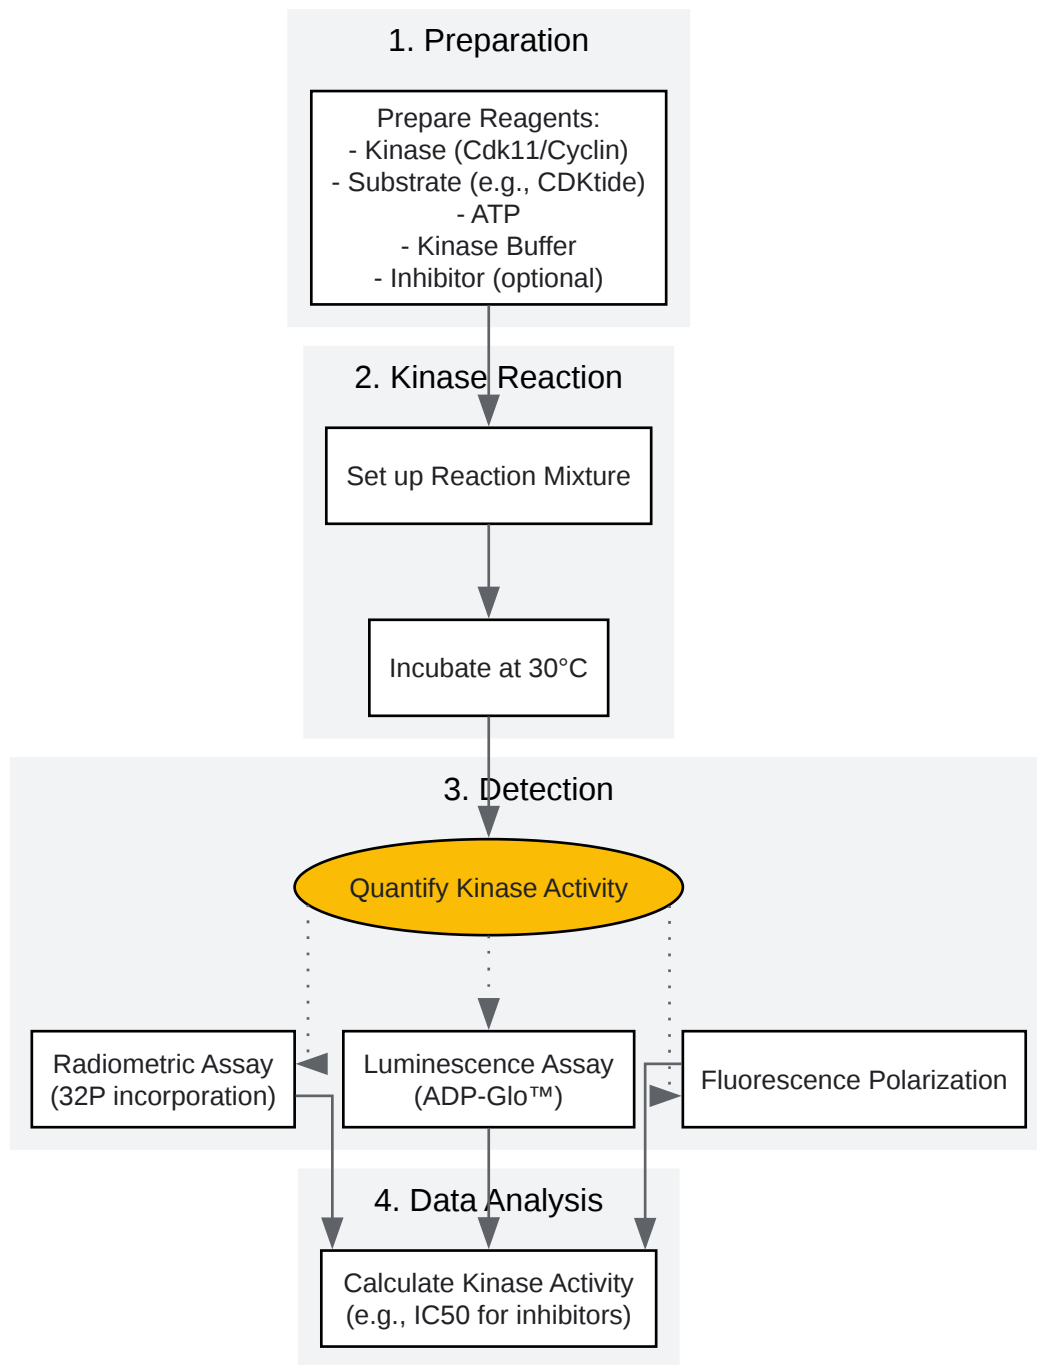 1. Preparation
Prepare Reagents:
- Kinase (Cdk11/Cyclin)
- Substrate (e.g., CDKtide)
- ATP
- Kinase Buffer
- Inhibitor (optional)
2. Kinase Reaction
Set up Reaction Mixture
Incubate at 30°C
3. Detection
Quantify Kinase Activity
Radiometric Assay
(32P incorporation)
Luminescence Assay
(ADP-Glo™)
Fluorescence Polarization
4. Data Analysis
Calculate Kinase Activity
(e.g., IC50 for inhibitors)